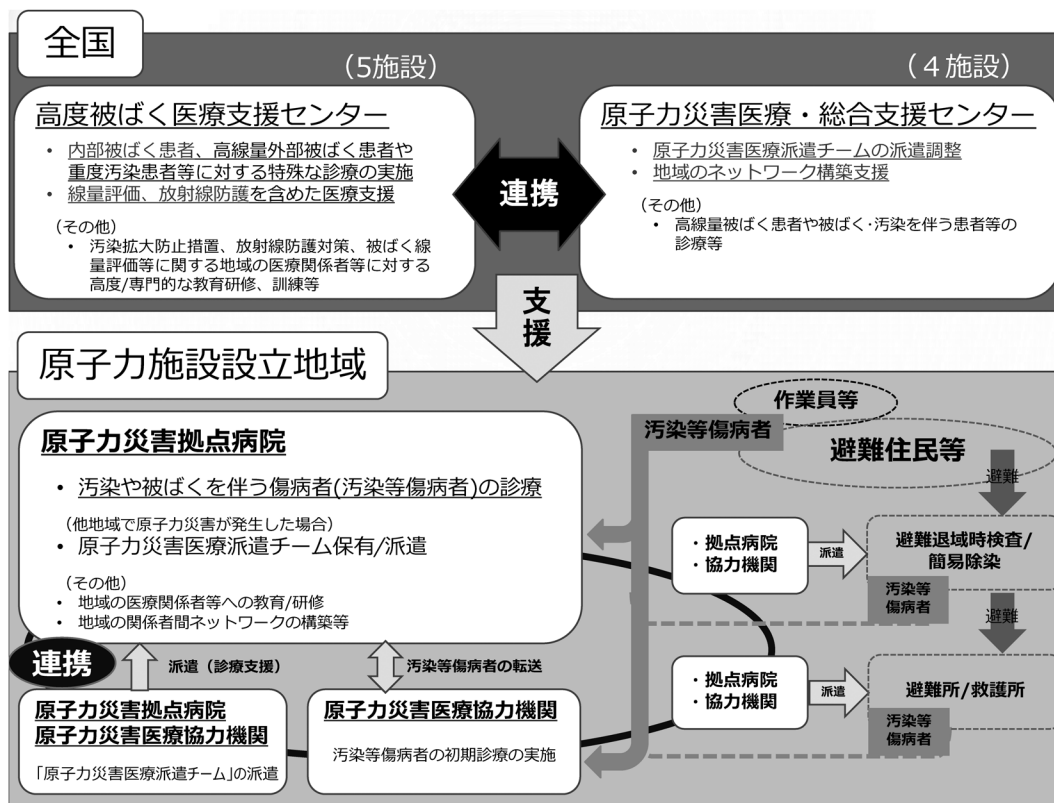 全国
(5施設)
(4施設)
高度被ばく医療支援センター
・ 内部被ばく患者、高線量外部被ばく患者や
重度汚染患者等に対する特殊な診療の実施
・ 線量評価、放射線防護を含めた医療支援
(その他)
・ 汚染拡大防止措置、放射線防護対策、被ばく線
量評価等に関する地域の医療関係者等に対する
高度/専門的な教育研修、訓練等
連携
原子力災害医療・総合支援センター
・ 原子力災害医療派遣チームの派遣調整
・ 地域のネットワーク構築支援
(その他)
・ 高線量被ばく患者や被ばく・汚染を伴う患者等の
診療等
支援
原子力施設設立地域
原子力災害拠点病院
・ 汚染や被ばくを伴う傷病者(汚染等傷病者)の診療
(他地域で原子力災害が発生した場合)
・ 原子力災害医療派遣チーム保有/派遣
(その他)
・ 地域の医療関係者等への教育/研修
・ 地域の関係者間ネットワークの構築等
連携
派遣(診療支援)
汚染等傷病者の転送
原子力災害拠点病院
原子力災害医療協力機関
「原子力災害医療派遣チーム」の派遣
原子力災害医療協力機関
汚染等傷病者の初期診療の実施
作業員等
汚染等傷病者
避難住民等
避難
・拠点病院
・協力機関
派遣
避難退域時検査/
簡易除染
汚染等
傷病者
避難
・拠点病院
・協力機関
派遣
避難所/救護所
汚染等
傷病者